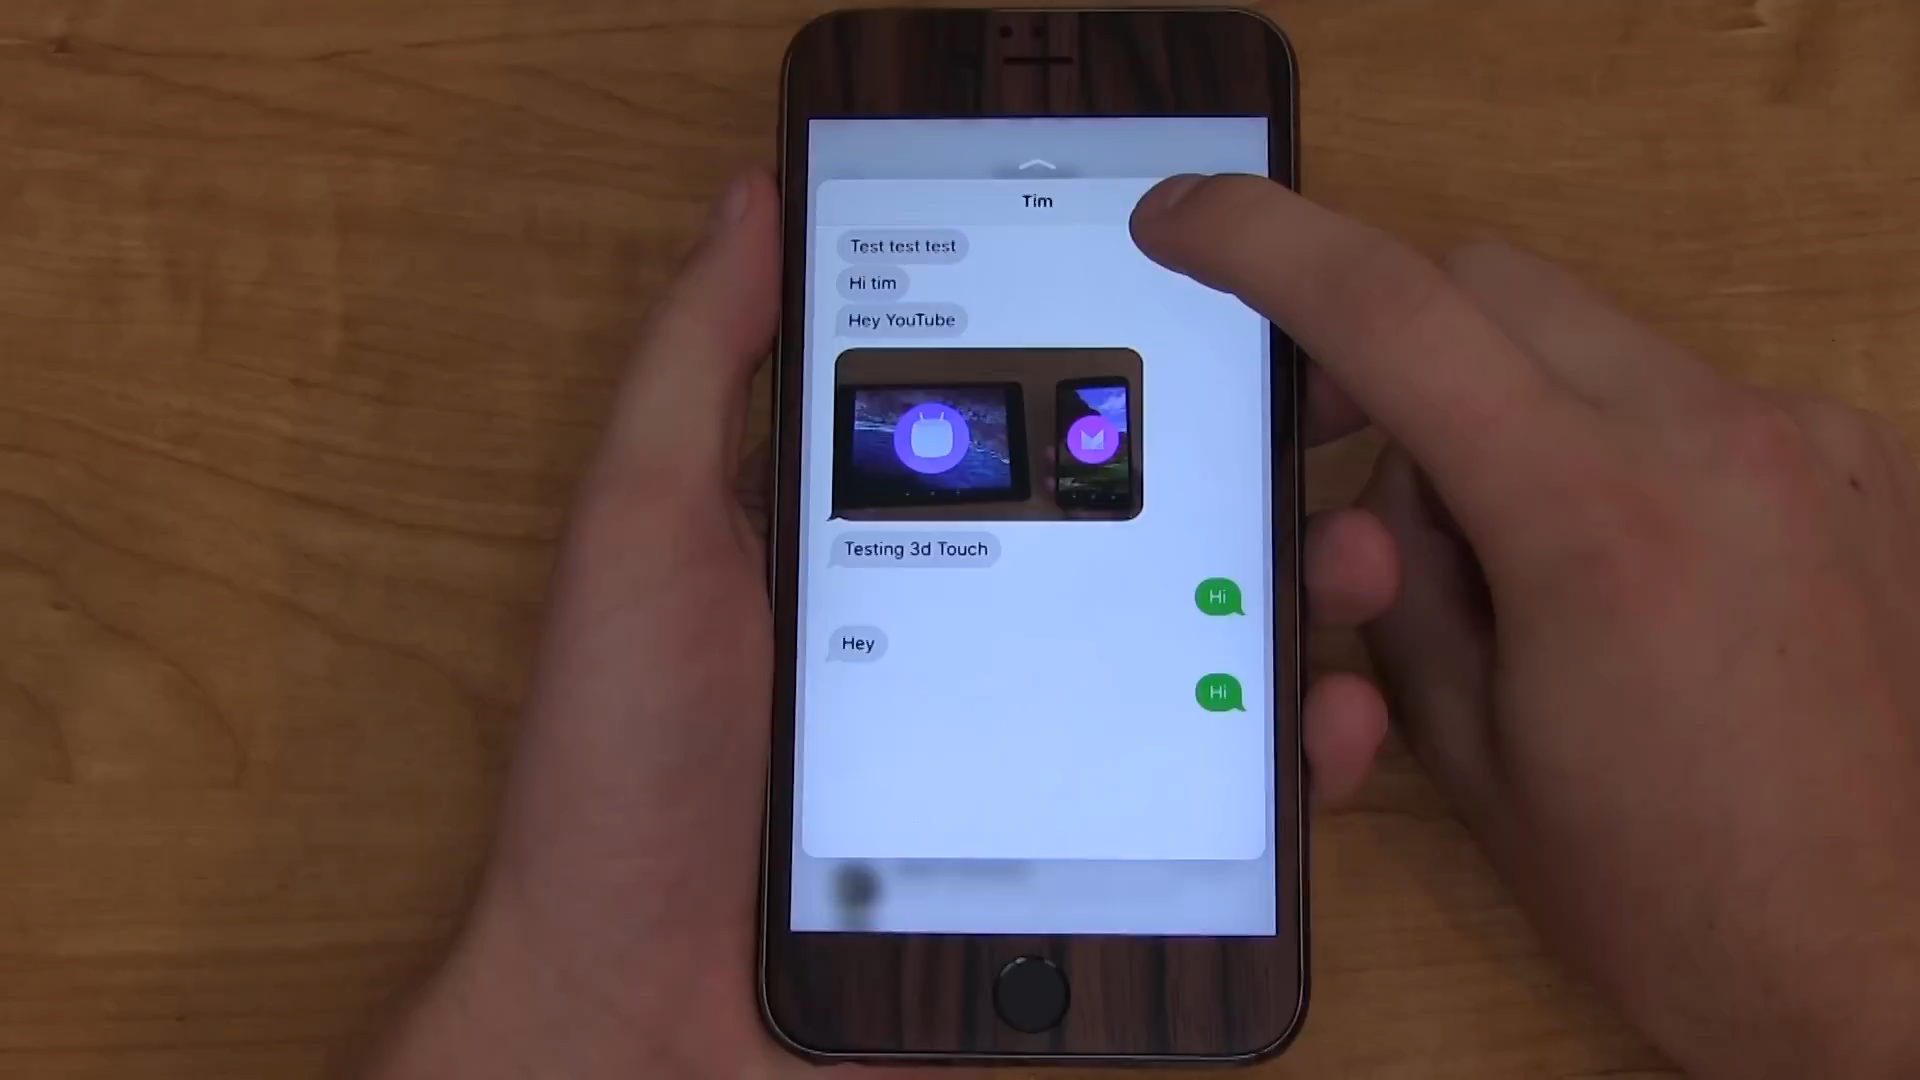 Tim
Test test test
Hi tim
Hey YouTube
Testing 3d Touch
Hi
Hey
Hi